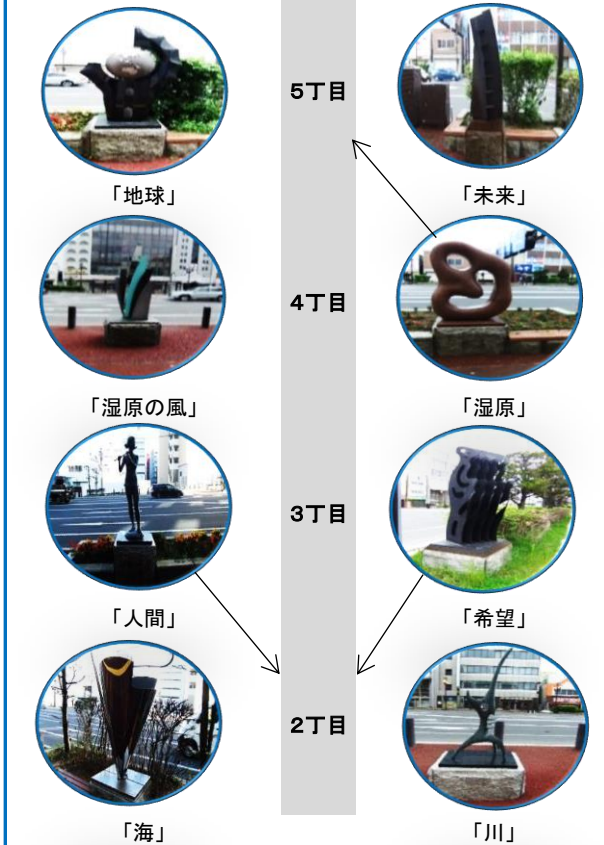 5丁目
「地球」
「未来」
4丁目
「湿原の風」
「湿原」
3丁目
「人間」
「希望」
2丁目
「海」
「川」